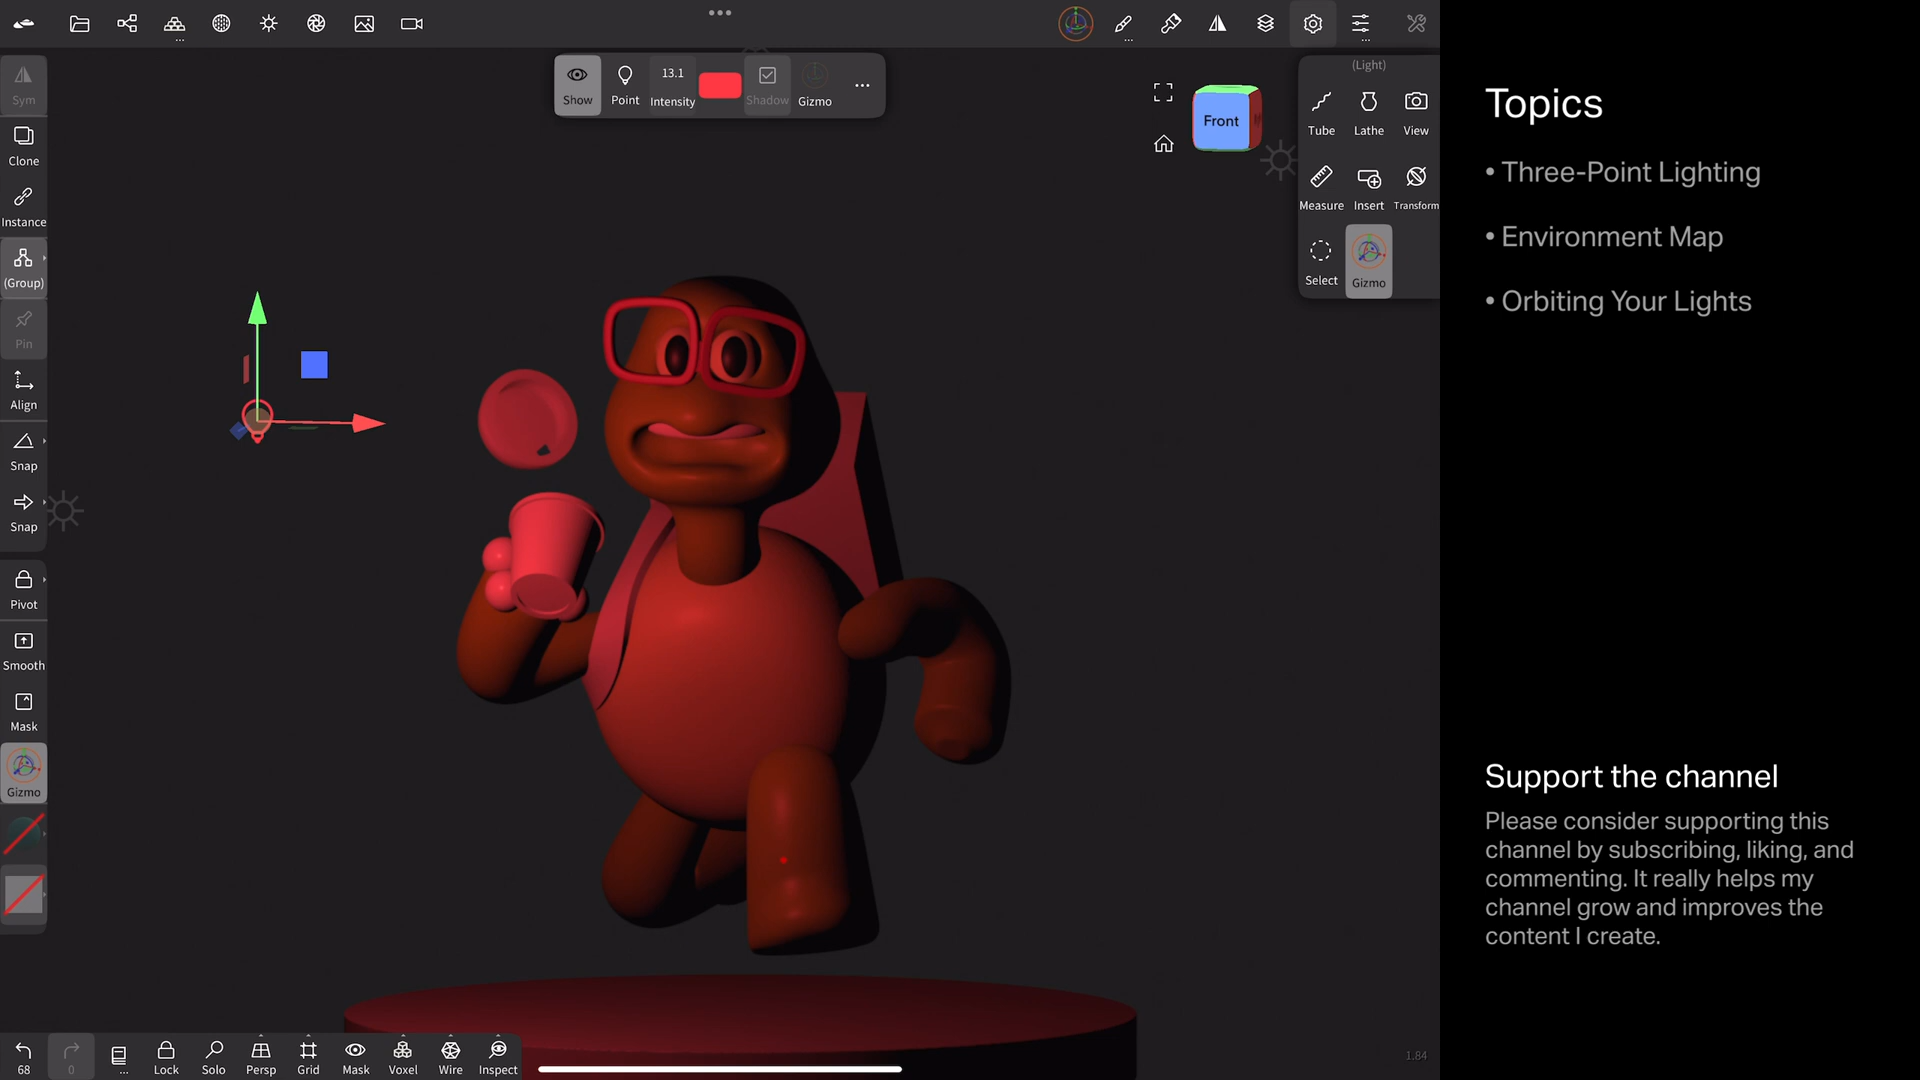 Show
Point
13.1
Intensity
Shadow
Gizmo
Front
(Light)
Tube
Lathe
View
Measure
Insert
Transform
Select
Gizmo
Sym
Clone
Instance
(Group)
Pin
Align
Snap
Snap
Pivot
Smooth
Mask
Gizmo
68
0
Lock
Solo
Persp
Grid
Mask
Voxel
Wire
Inspect
1.84
Topics
• Three-Point Lighting
• Environment Map
• Orbiting Your Lights
Support the channel
Please consider supporting this
channel by subscribing, liking, and
commenting. It really helps my
channel grow and improves the
content I create.